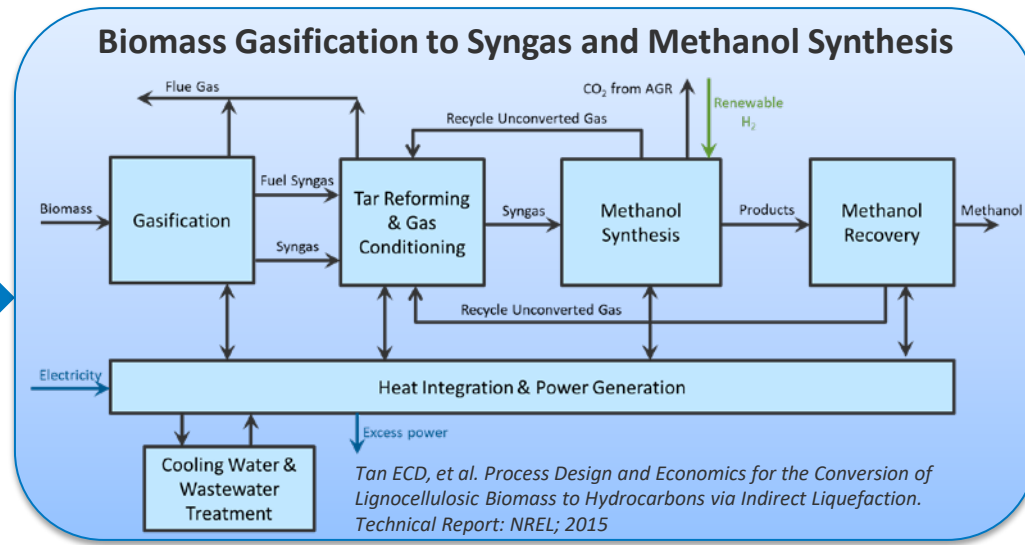 Biomass Gasification to Syngas and Methanol Synthesis
Flue Gas
CO₂ from AGR
Renewable
H₂
Recycle Unconverted Gas
Biomass
Gasification
Fuel Syngas
Syngas
Tar Reforming
& Gas
Conditioning
Syngas
Methanol
Synthesis
Products
Methanol
Recovery
Methanol
Recycle Unconverted Gas
Electricity
Heat Integration & Power Generation
Excess power
Cooling Water &
Wastewater
Treatment
Tan ECD, et al. Process Design and Economics for the Conversion of
Lignocellulosic Biomass to Hydrocarbons via Indirect Liquefaction.
Technical Report: NREL; 2015